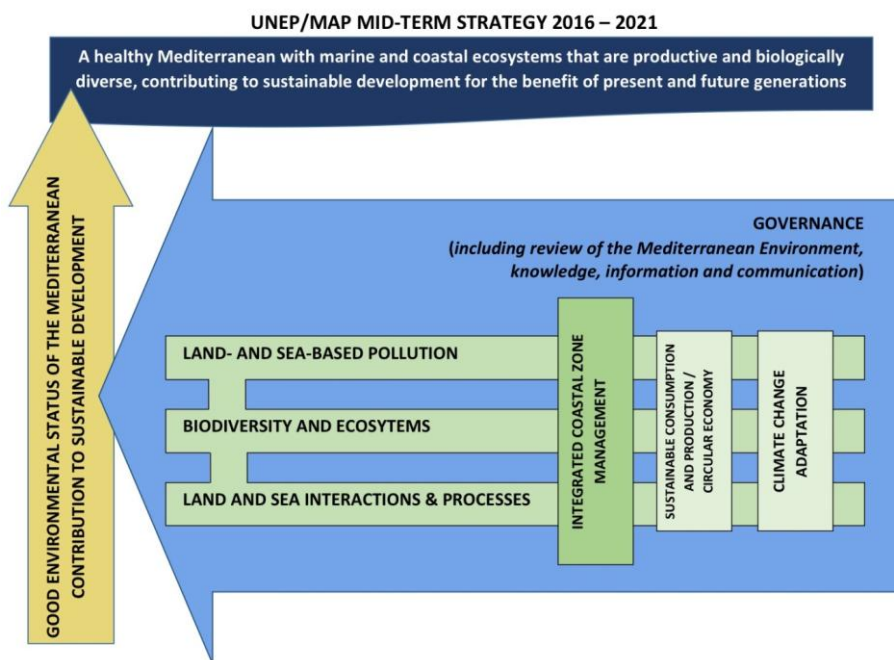 UNEP/MAP MID-TERM STRATEGY 2016 – 2021
A healthy Mediterranean with marine and coastal ecosystems that are productive and biologically
diverse, contributing to sustainable development for the benefit of present and future generations
GOOD ENVIRONMENTAL STATUS OF THE MEDITERRANEAN
CONTRIBUTION TO SUSTAINABLE DEVELOPMENT
GOVERNANCE
(including review of the Mediterranean Environment,
knowledge, information and communication)
LAND- AND SEA-BASED POLLUTION
BIODIVERSITY AND ECOSYTEMS
LAND AND SEA INTERACTIONS & PROCESSES
INTEGRATED COASTAL ZONE
MANAGEMENT
SUSTAINABLE CONSUMPTION
AND PRODUCTION /
CIRCULAR ECONOMY
CLIMATE CHANGE
ADAPTATION